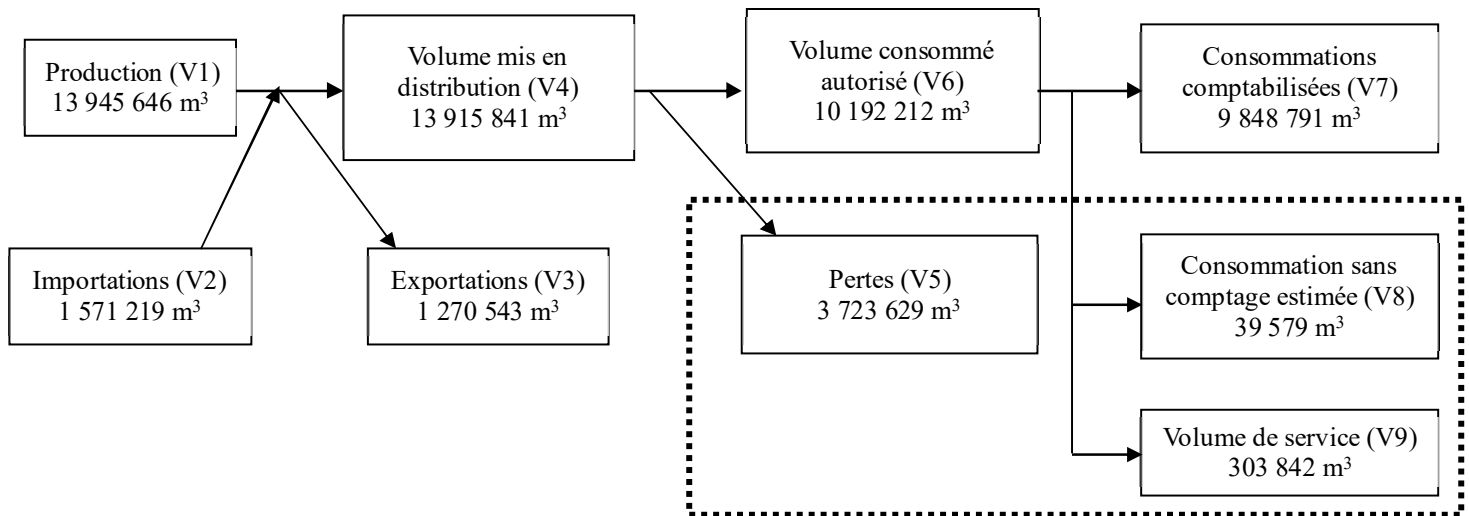 Production (V1)
13 945 646 m³
Volume mis en
distribution (V4)
13 915 841 m³
Volume consommé
autorisé (V6)
10 192 212 m³
Consommations
comptabilisées (V7)
9 848 791 m³
Importations (V2)
1 571 219 m³
Exportations (V3)
1 270 543 m³
Pertes (V5)
3 723 629 m³
Consommation sans
comptage estimée (V8)
39 579 m³
Volume de service (V9)
303 842 m³